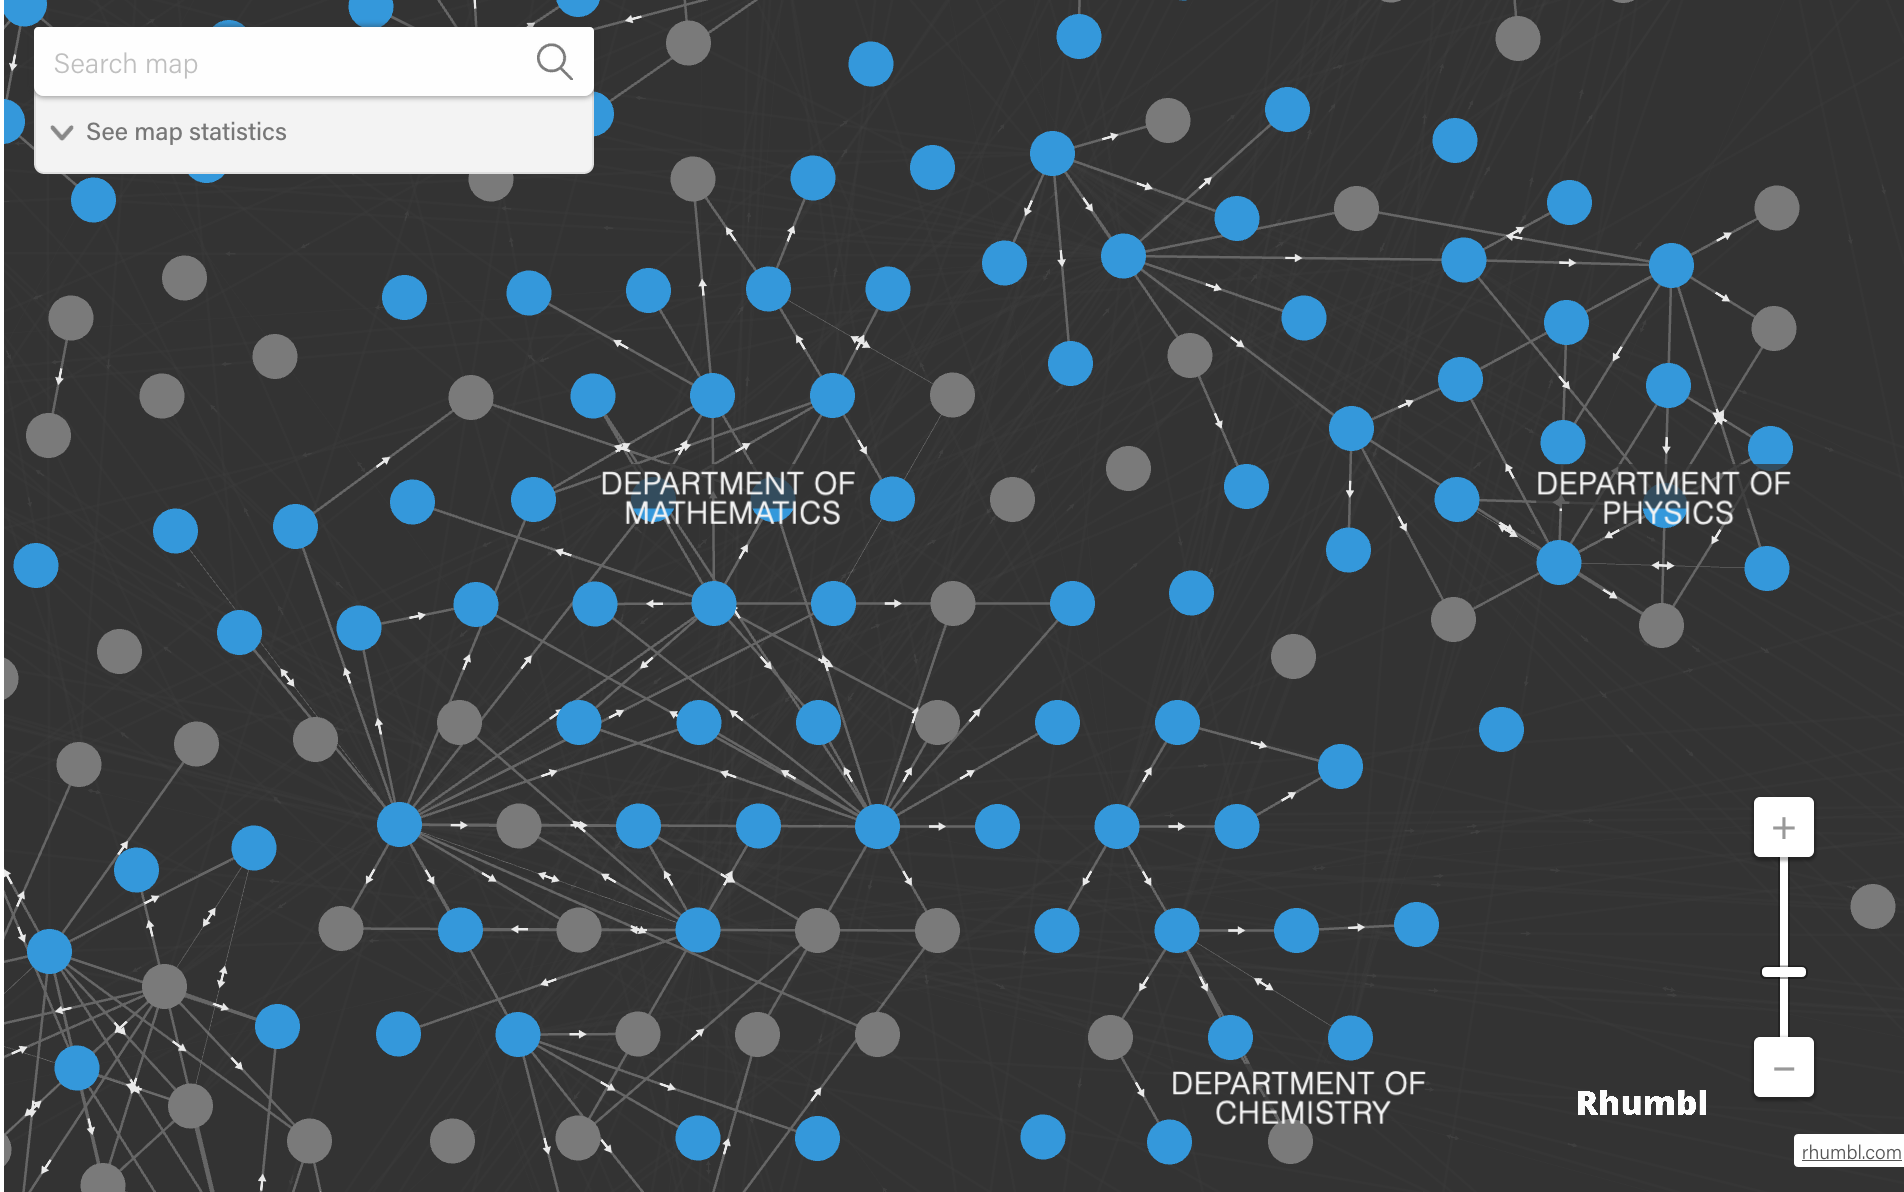 Search map
See map statistics
DEPARTMENT OF
MATHEMATICS
DEPARTMENT OF
PHYSICS
+
−
DEPARTMENT OF
CHEMISTRY
Rhumbl
rhumbl.com